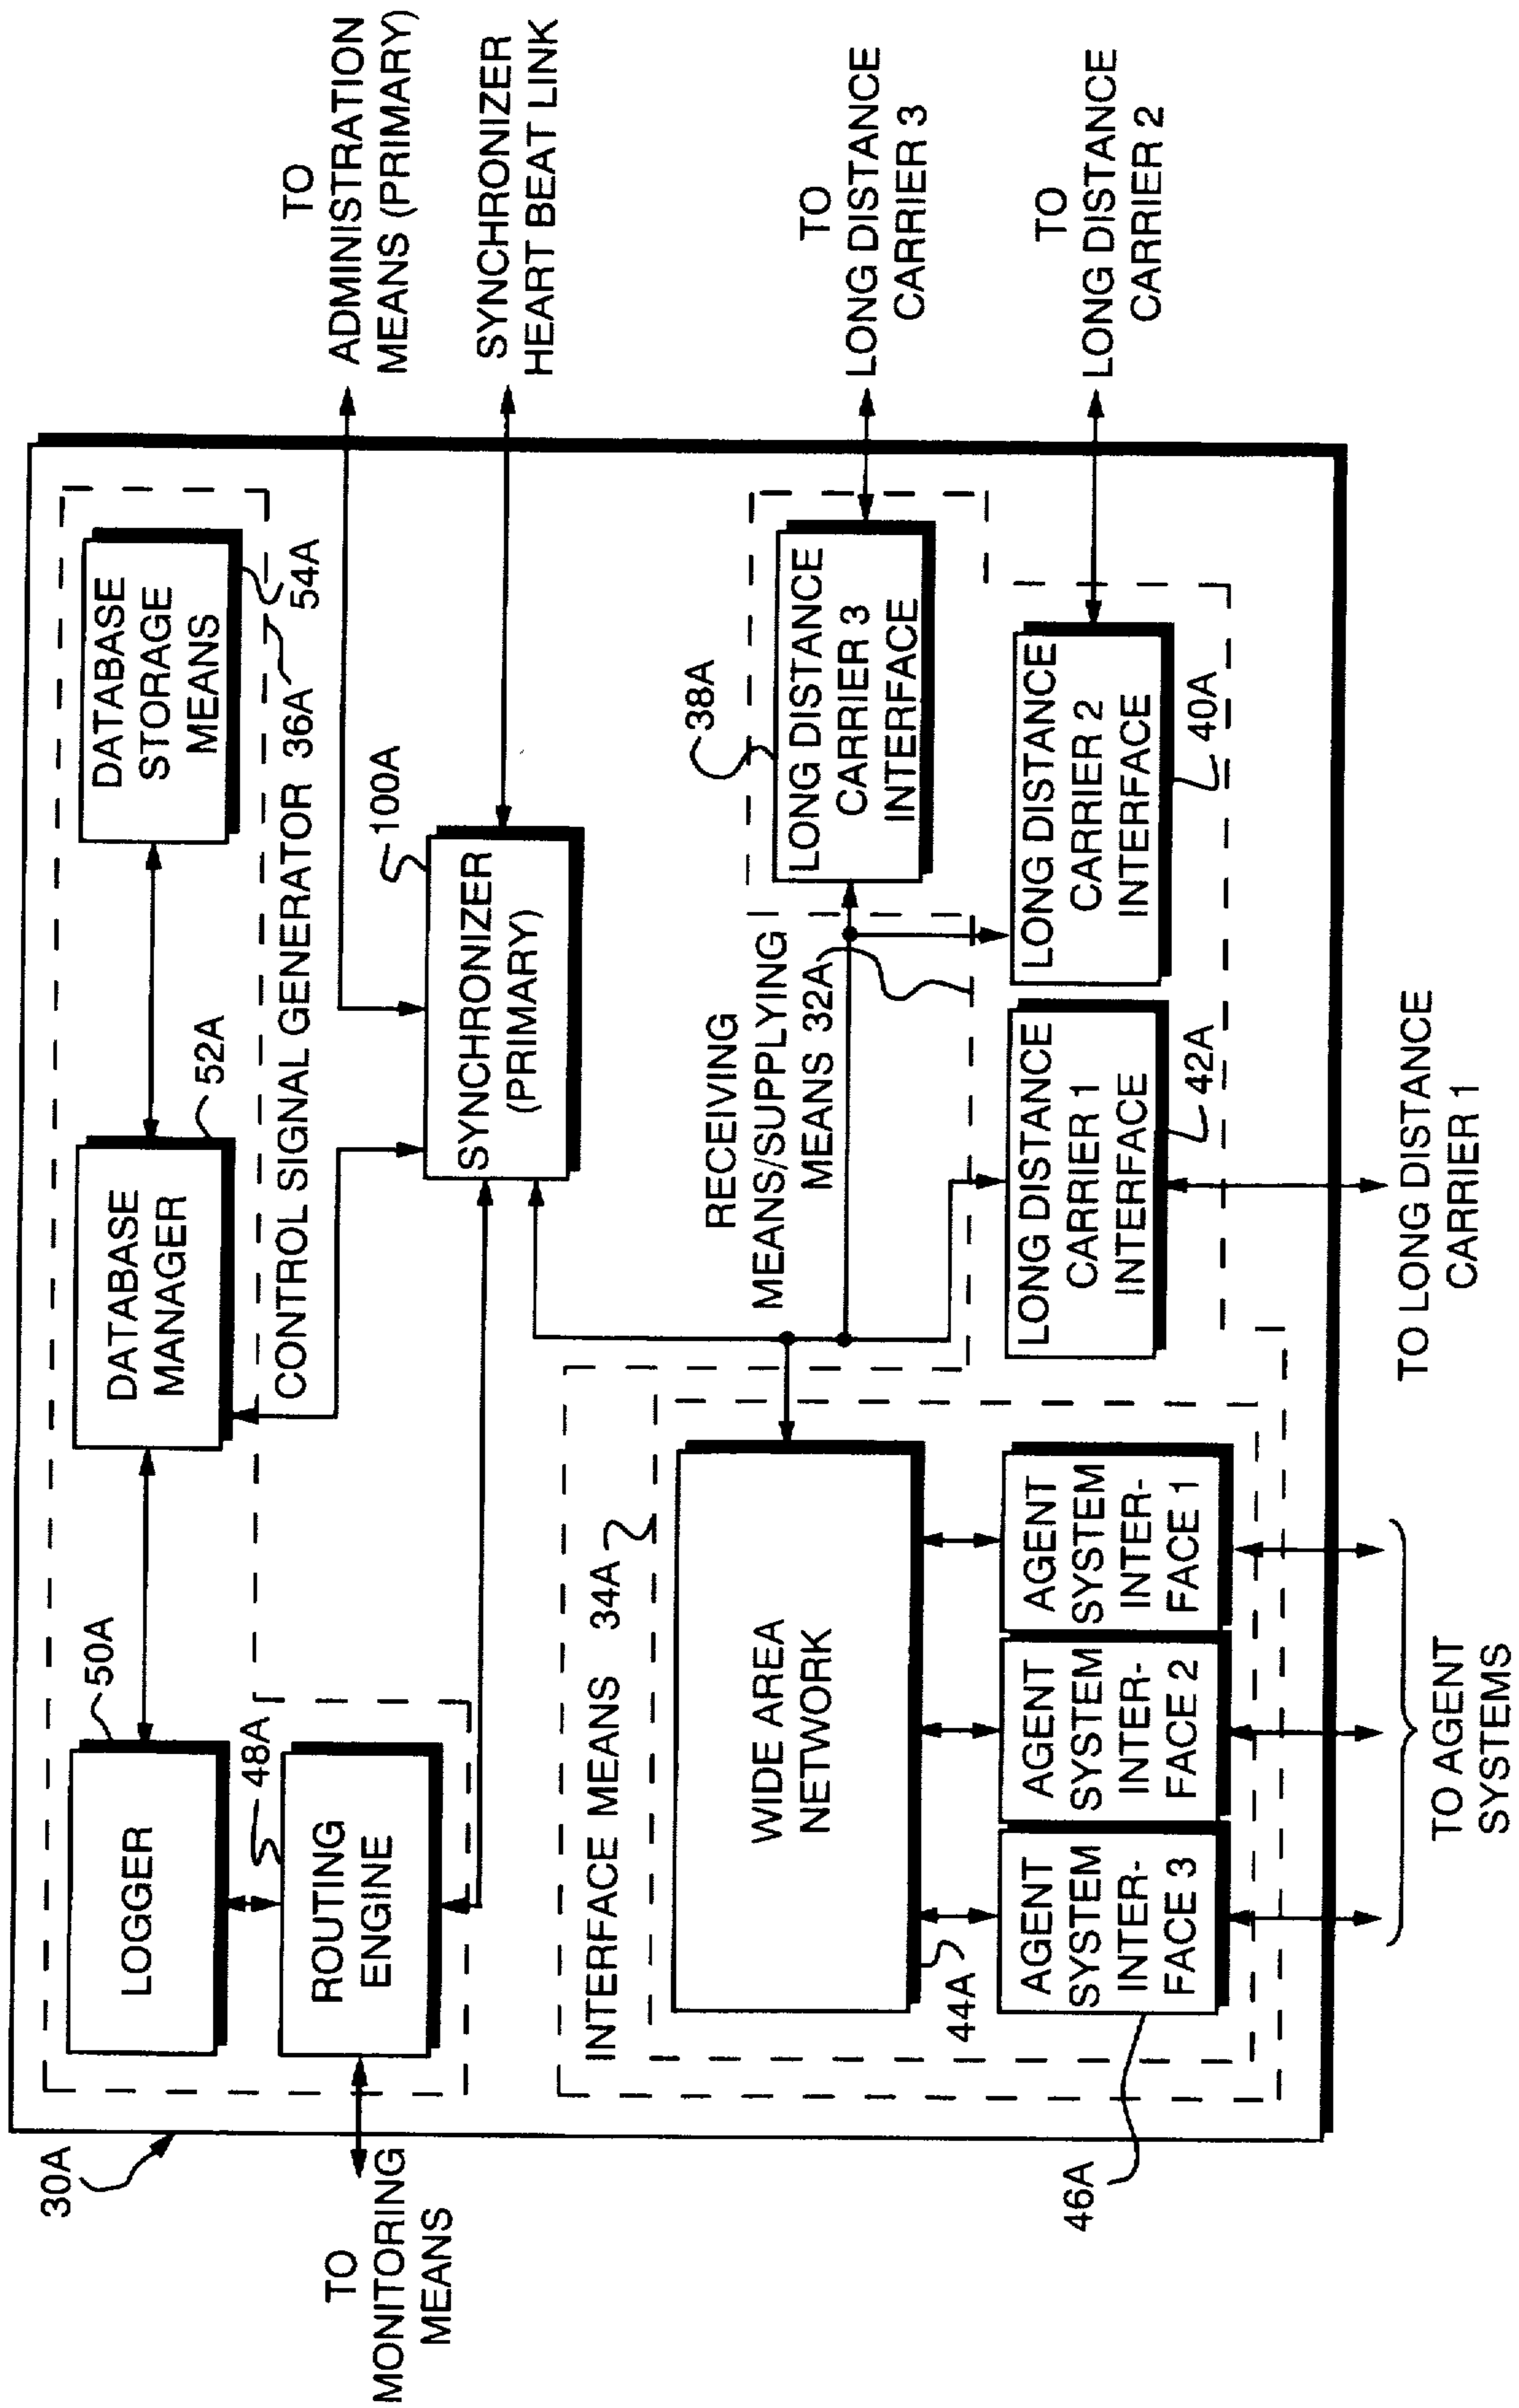 30A
LOGGER
50A
DATABASE
MANAGER
52A
DATABASE
STORAGE
MEANS
54A
CONTROL SIGNAL GENERATOR 36A
48A
ROUTING
ENGINE
TO
MONITORING
MEANS
TO
ADMINISTRATION
MEANS (PRIMARY)
SYNCHRONIZER
HEART BEAT LINK
SYNCHRONIZER
(PRIMARY)
100A
INTERFACE MEANS 34A
WIDE AREA
NETWORK
44A
AGENT
SYSTEM
INTER-
FACE 3
AGENT
SYSTEM
INTER-
FACE 2
AGENT
SYSTEM
INTER-
FACE 1
46A
TO AGENT
SYSTEMS
RECEIVING
MEANS/SUPPLYING
MEANS 32A
38A
LONG DISTANCE
CARRIER 3
INTERFACE
TO
LONG DISTANCE
CARRIER 3
LONG DISTANCE
CARRIER 1
INTERFACE
42A
TO LONG DISTANCE
CARRIER 1
LONG DISTANCE
CARRIER 2
INTERFACE
40A
TO
LONG DISTANCE
CARRIER 2